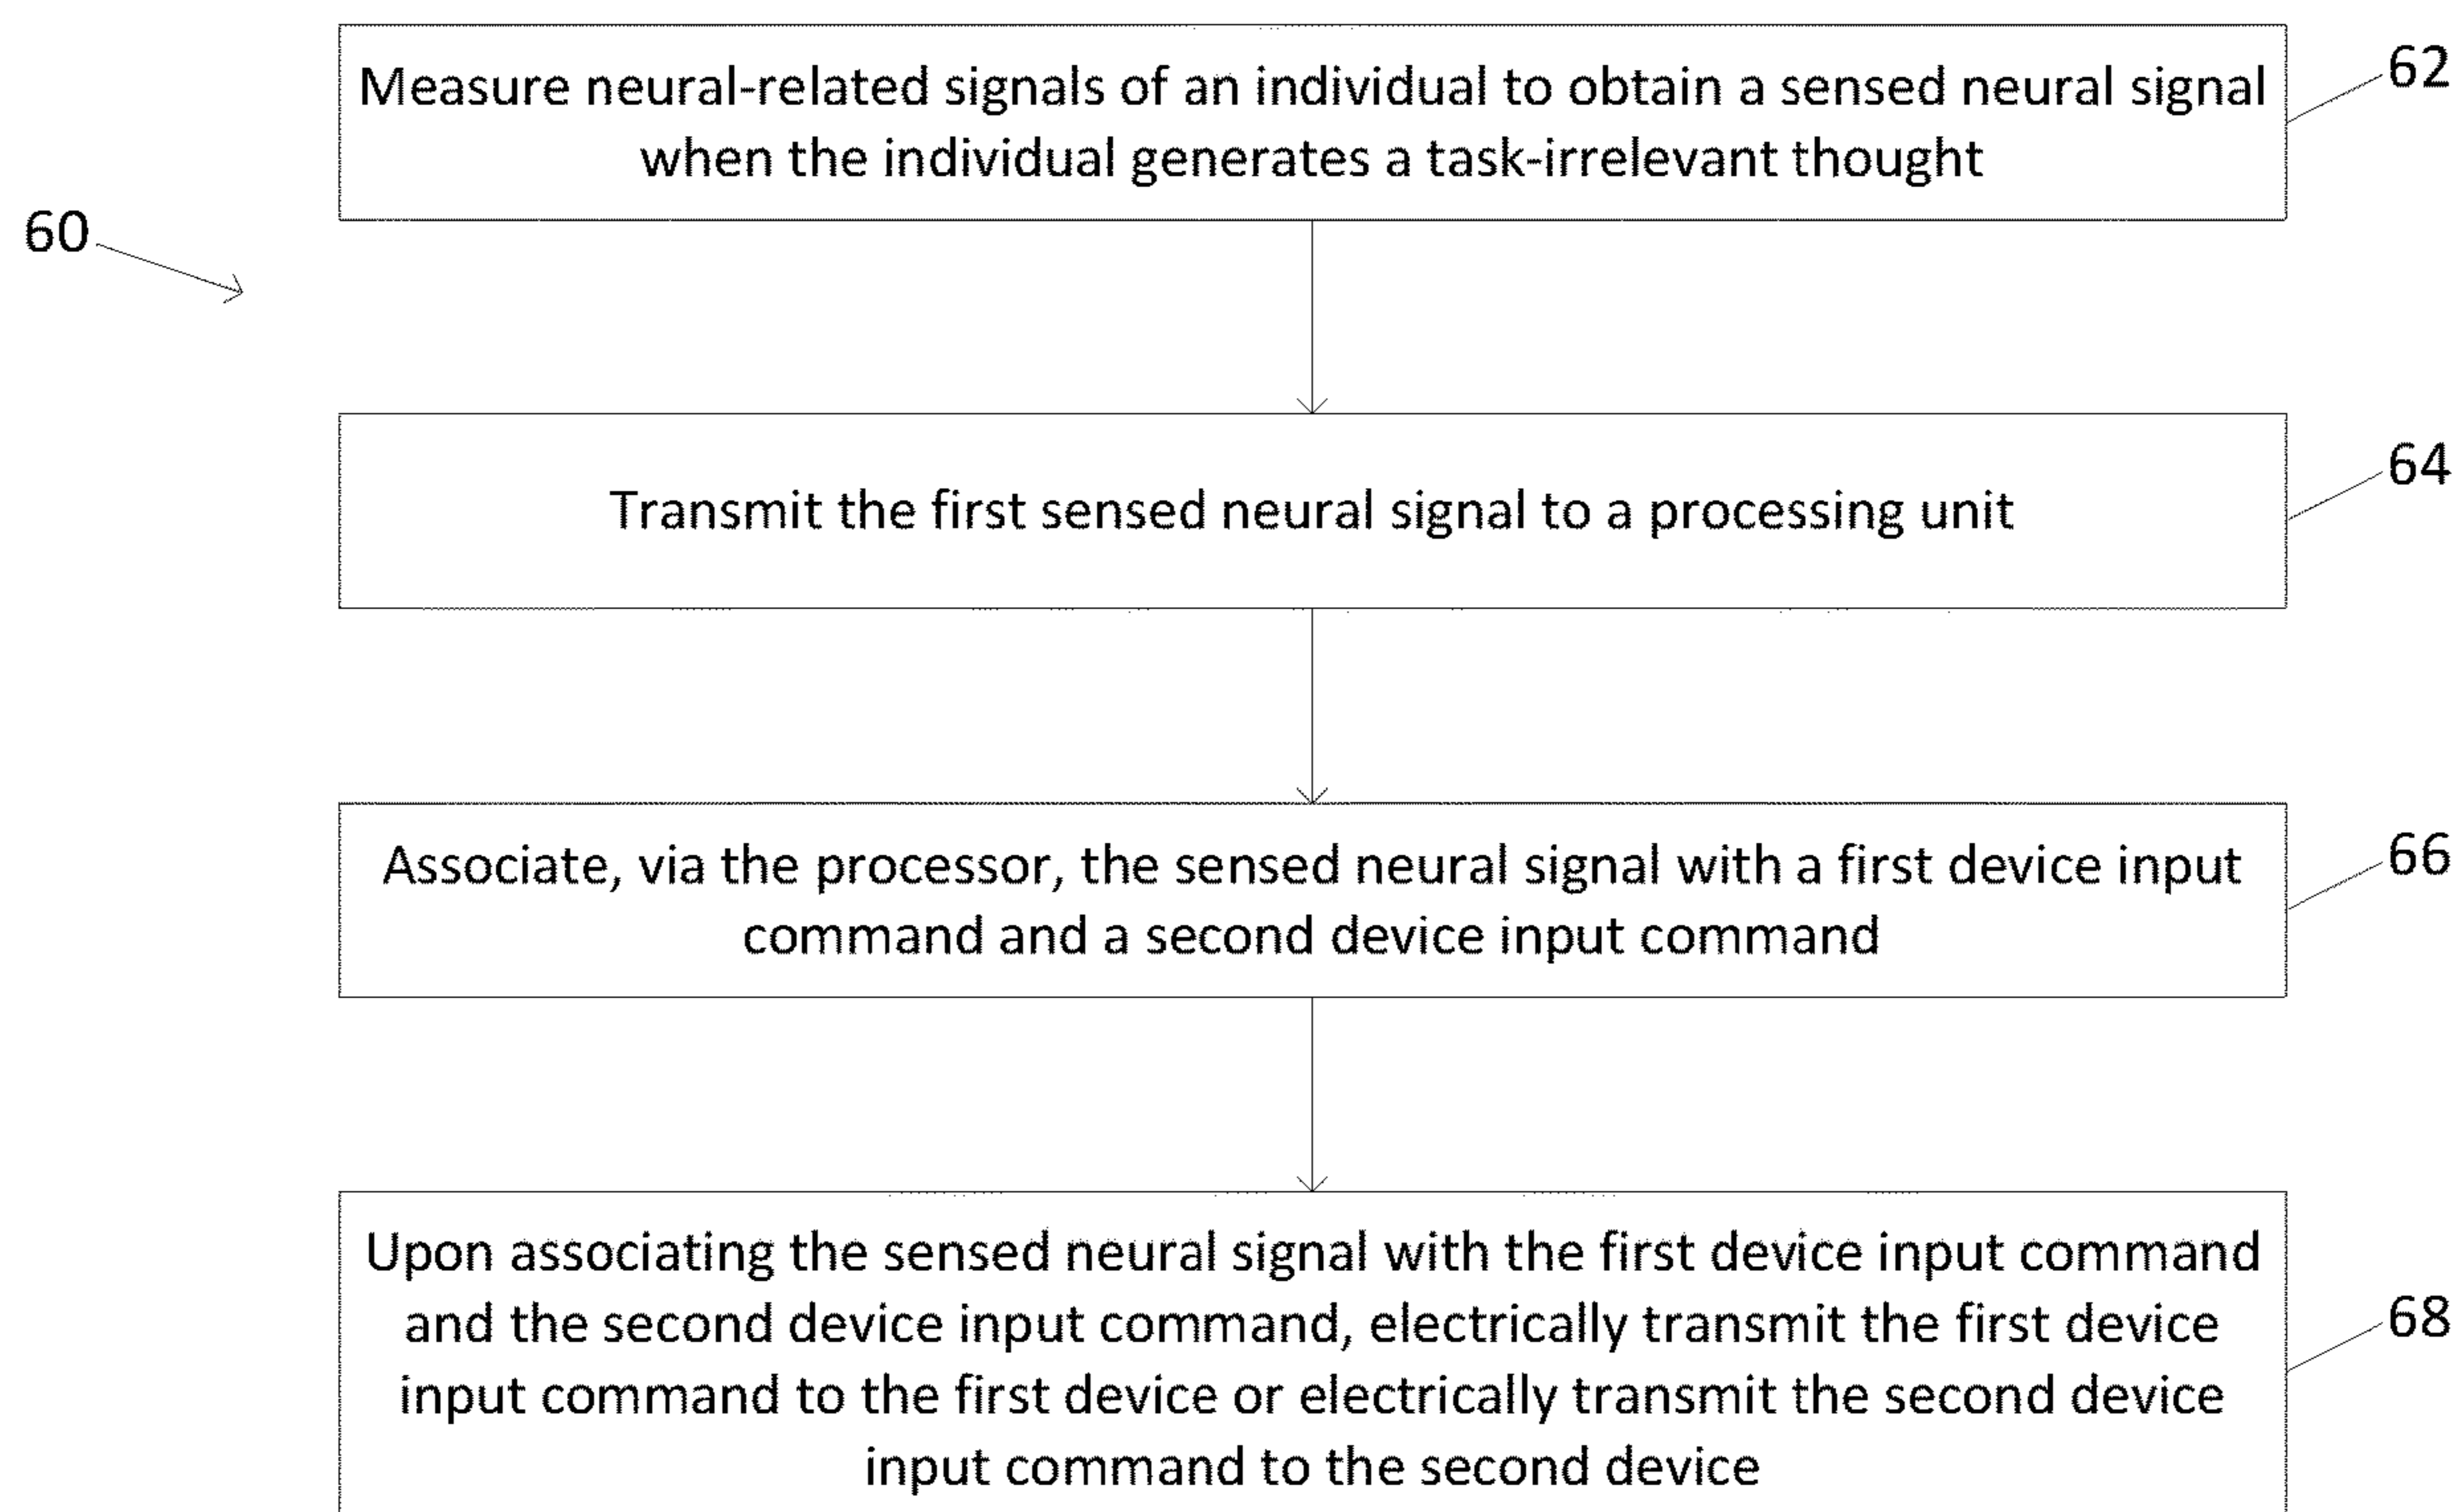 Measure neural-related signals of an individual to obtain a sensed neural signal
when the individual generates a task-irrelevant thought
62
60
Transmit the first sensed neural signal to a processing unit
64
Associate, via the processor, the sensed neural signal with a first device input
command and a second device input command
66
Upon associating the sensed neural signal with the first device input command
and the second device input command, electrically transmit the first device
input command to the first device or electrically transmit the second device
input command to the second device
68